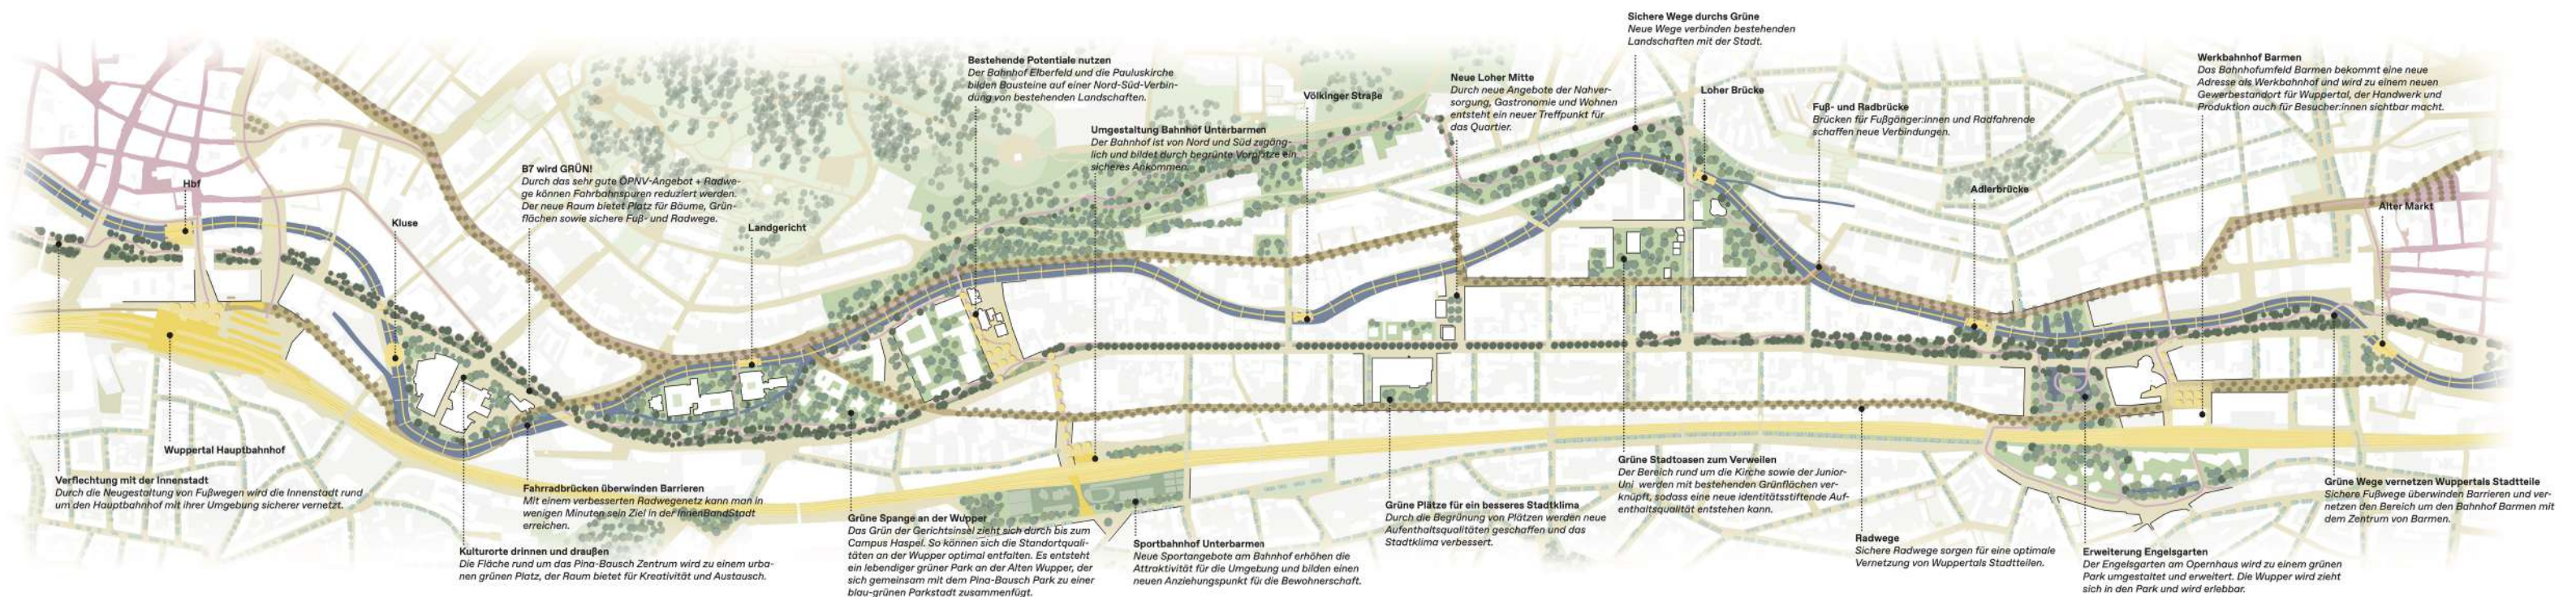 Sichere Wege durchs Grüne
Neue Wege verbinden bestehenden
Landschaften mit der Stadt.
Bestehende Potentiale nutzen
Der Bahnhof Elberfeld und die Pauluskirche
bilden Bausteine auf einer Nord-Süd-Verbin-
dung von bestehenden Landschaften.
Werkbahnhof Barmen
Das Bahnhofumfeld Barmen bekommt eine neue
Adresse als Werkbahnhof und wird zu einem neuen
Gewerbestandort für Wuppertal, der Handwerk und
Produktion auch für Besucher:innen sichtbar macht.
Neue Loher Mitte
Durch neue Angebote der Nahver-
sorgung, Gastronomie und Wohnen
entsteht ein neuer Treffpunkt für
das Quartier.
Völkinger Straße
Loher Brücke
Fuß- und Radbrücke
Brücken für Fußgänger:innen und Radfahrende
schaffen neue Verbindungen.
Umgestaltung Bahnhof Unterbarmen
Der Bahnhof ist von Nord und Süd zugäng-
lich und bildet durch begrünte Vorplätze ein
sicheres Ankommen.
B7 wird GRÜN!
Durch das sehr gute ÖPNV-Angebot + Radwe-
ge können Fahrbahnspuren reduziert werden.
Der neue Raum bietet Platz für Bäume, Grün-
flächen sowie sichere Fuß- und Radwege.
Hbf
Adlerbrücke
Alter Markt
Kluse
Landgericht
Wuppertal Hauptbahnhof
Verflechtung mit der Innenstadt
Durch die Neugestaltung von Fußwegen wird die Innenstadt rund
um den Hauptbahnhof mit ihrer Umgebung sicherer vernetzt.
Fahrradbrücken überwinden Barrieren
Mit einem verbesserten Radwegenetz kann man in
wenigen Minuten sein Ziel in der InnenBandStadt
erreichen.
Kulturorte drinnen und draußen
Die Fläche rund um das Pina-Bausch Zentrum wird zu einem urba-
nen grünen Platz, der Raum bietet für Kreativität und Austausch.
Grüne Spange an der Wupper
Das Grün der Gerichtsinsel zieht sich durch bis zum
Campus Haspel. So können sich die Standortquali-
täten an der Wupper optimal entfalten. Es entsteht
ein lebendiger grüner Park an der Alten Wupper, der
sich gemeinsam mit dem Pina-Bausch Park zu einer
blau-grünen Parkstadt zusammenfügt.
Sportbahnhof Unterbarmen
Neue Sportangebote am Bahnhof erhöhen die
Attraktivität für die Umgebung und bilden einen
neuen Anziehungspunkt für die Bewohnerschaft.
Grüne Plätze für ein besseres Stadtklima
Durch die Begrünung von Plätzen werden neue
Aufenthaltsqualitäten geschaffen und das
Stadtklima verbessert.
Grüne Stadtoasen zum Verweilen
Der Bereich rund um die Kirche sowie der Junior-
Uni werden mit bestehenden Grünflächen ver-
knüpft, sodass eine neue identitätsstiftende Auf-
enthaltsqualität entstehen kann.
Radwege
Sichere Radwege sorgen für eine optimale
Vernetzung von Wuppertals Stadtteilen.
Erweiterung Engelsgarten
Der Engelsgarten am Opernhaus wird zu einem grünen
Park umgestaltet und erweitert. Die Wupper wird zieht
sich in den Park und wird erlebbar.
Grüne Wege vernetzen Wuppertals Stadtteile
Sichere Fußwege überwinden Barrieren und ver-
netzen den Bereich um den Bahnhof Barmen mit
dem Zentrum von Barmen.